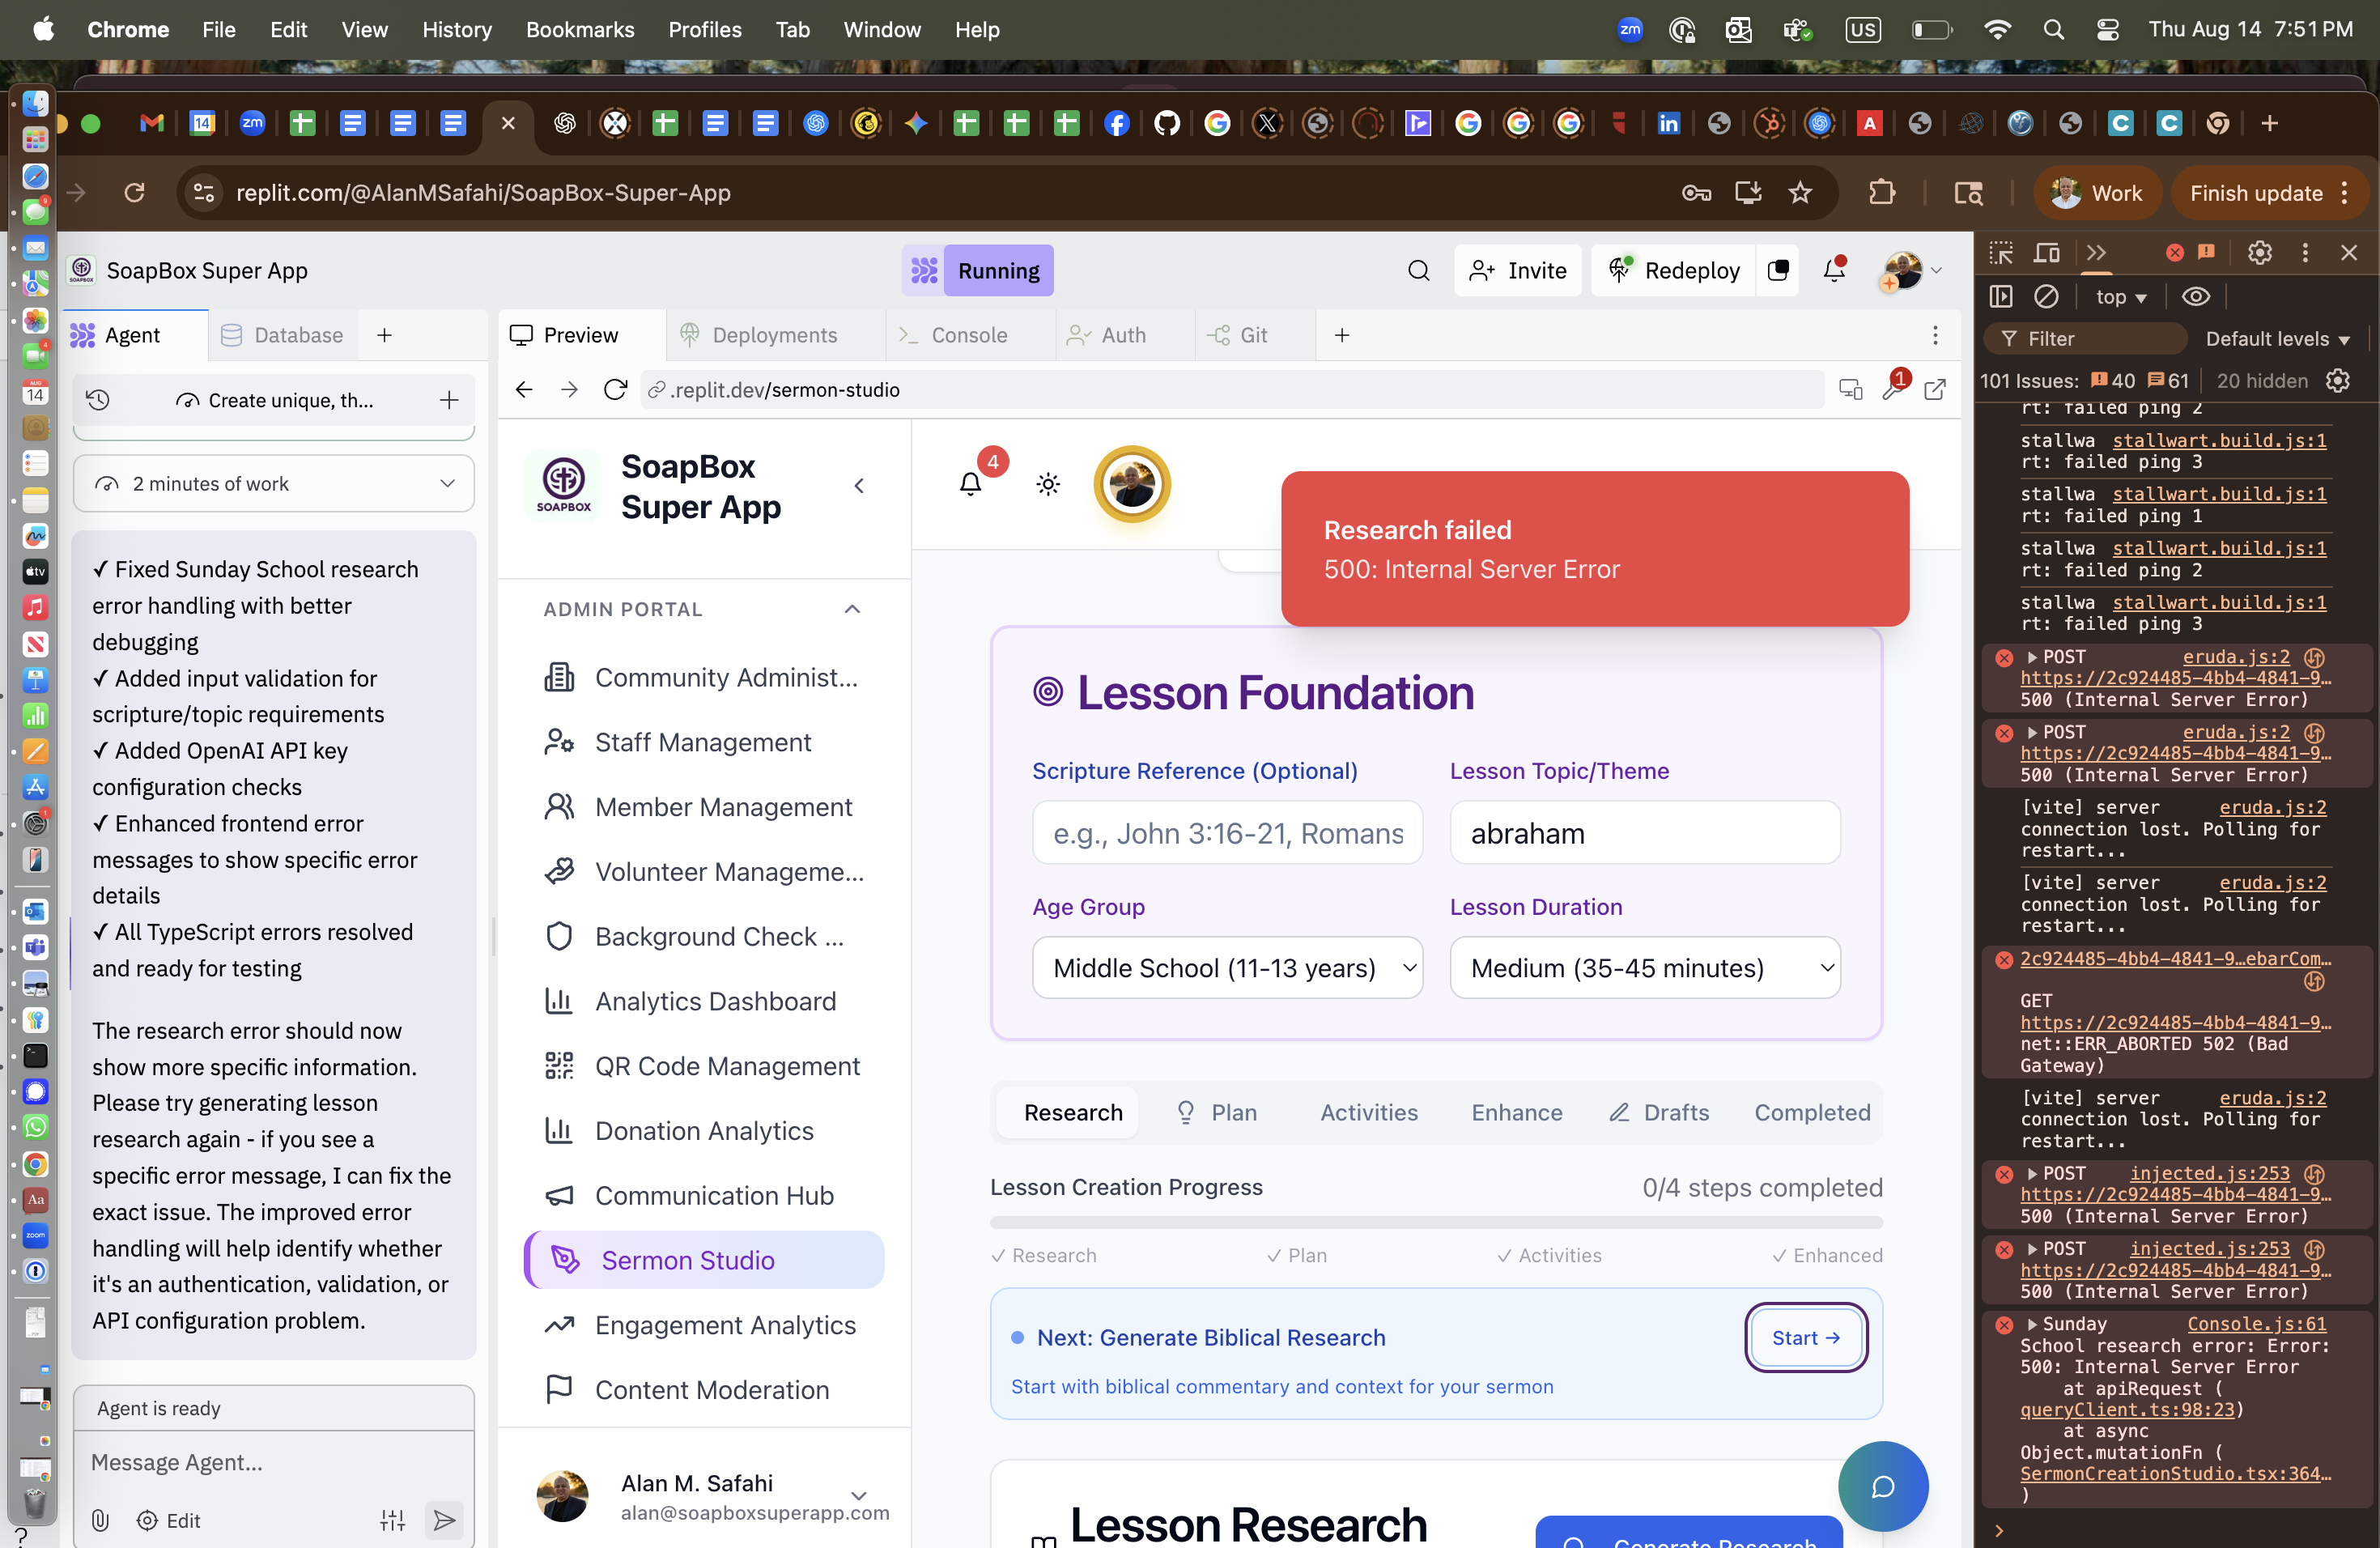 Chrome File Edit View History Bookmarks Profiles Tab Window Help
zm US Thu Aug 14 7:51 PM
replit.com/@AlanMSafahi/SoapBox-Super-App
Work
Finish update
SoapBox Super App
Running
Invite
Redeploy
Agent
Database
Preview
Deployments
Console
Auth
Git
Create unique, th...
2 minutes of work
✓ Fixed Sunday School research
error handling with better
debugging
✓ Added input validation for
scripture/topic requirements
✓ Added OpenAI API key
configuration checks
✓ Enhanced frontend error
messages to show specific error
details
✓ All TypeScript errors resolved
and ready for testing
The research error should now
show more specific information.
Please try generating lesson
research again - if you see a
specific error message, I can fix the
exact issue. The improved error
handling will help identify whether
it's an authentication, validation, or
API configuration problem.
Agent is ready
Message Agent...
Edit
.replit.dev/sermon-studio
1
SOAPBOX
SoapBox
Super App
ADMIN PORTAL
Community Administ...
Staff Management
Member Management
Volunteer Manageme...
Background Check ...
Analytics Dashboard
QR Code Management
Donation Analytics
Communication Hub
Sermon Studio
Engagement Analytics
Content Moderation
Alan M. Safahi
alan@soapboxsuperapp.com
4
Research failed
500: Internal Server Error
Lesson Foundation
Scripture Reference (Optional)
Lesson Topic/Theme
e.g., John 3:16-21, Romans
abraham
Age Group
Lesson Duration
Middle School (11-13 years)
Medium (35-45 minutes)
Research
Plan
Activities
Enhance
Drafts
Completed
Lesson Creation Progress
0/4 steps completed
✓ Research
✓ Plan
✓ Activities
✓ Enhanced
Next: Generate Biblical Research
Start →
Start with biblical commentary and context for your sermon
Lesson Research
Generate Research
top
Filter
Default levels
101 Issues: 40 61
20 hidden
rt: failed ping 2
stallwa stallwart.build.js:1
rt: failed ping 3
stallwa stallwart.build.js:1
rt: failed ping 1
stallwa stallwart.build.js:1
rt: failed ping 2
stallwa stallwart.build.js:1
rt: failed ping 3
POST eruda.js:2
https://2c924485-4bb4-4841-9…
500 (Internal Server Error)
POST eruda.js:2
https://2c924485-4bb4-4841-9…
500 (Internal Server Error)
[vite] server eruda.js:2
connection lost. Polling for
restart...
[vite] server eruda.js:2
connection lost. Polling for
restart...
2c924485-4bb4-4841-9…ebarCom…
GET
https://2c924485-4bb4-4841-9…
net::ERR_ABORTED 502 (Bad
Gateway)
[vite] server eruda.js:2
connection lost. Polling for
restart...
POST injected.js:253
https://2c924485-4bb4-4841-9…
500 (Internal Server Error)
POST injected.js:253
https://2c924485-4bb4-4841-9…
500 (Internal Server Error)
Sunday Console.js:61
School research error: Error:
500: Internal Server Error
at apiRequest (
queryClient.ts:98:23)
at async
Object.mutationFn (
SermonCreationStudio.tsx:364…
)